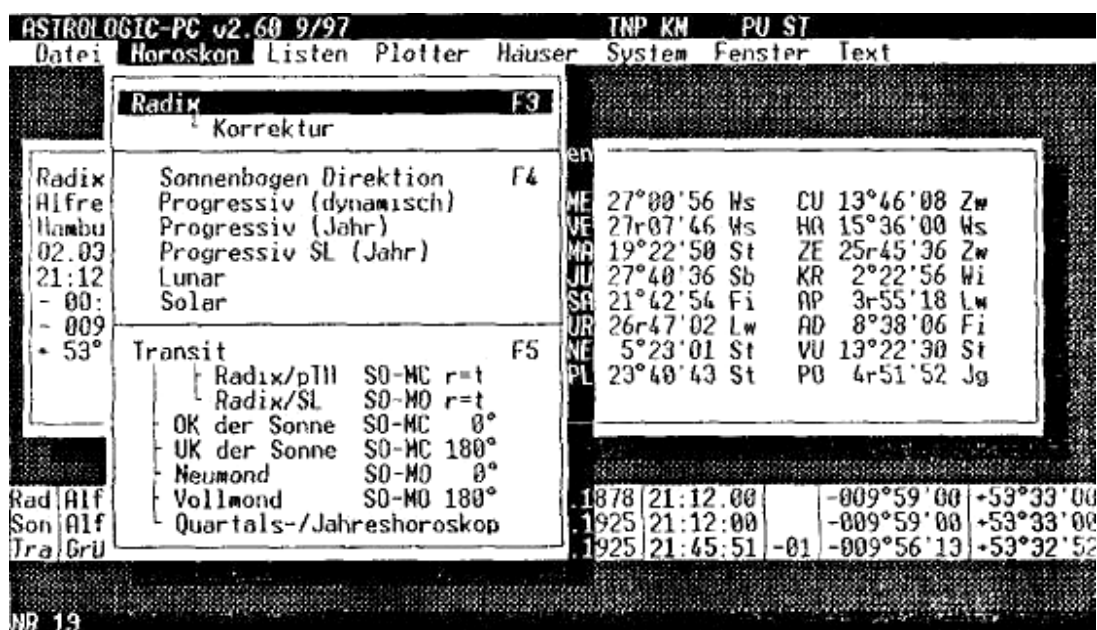 ASTROLOGIC-PC v2.60 9/97 TNP KM PU ST
Datei Horoskop Listen Plotter Häuser System Fenster Text
Radix F3
└ Korrektur
Sonnenbogen Direktion F4
Progressiv (dynamisch)
Progressiv (Jahr)
Progressiv SL (Jahr)
Lunar
Solar
Transit F5
Radix/pIII SO-MC r=t
Radix/SL SO-MO r=t
OK der Sonne SO-MC 0°
UK der Sonne SO-MC 180°
Neumond SO-MO 0°
Vollmond SO-MO 180°
Quartals-/Jahreshoroskop
Radix
Alfre
Hambu
02.03
21:12
- 00:
- 009
+ 53°
en
ME 27°00'56 Ws CU 13°46'08 Zw
VE 27r07'46 Ws HA 15°36'00 Ws
MA 19°22'50 St ZE 25r45'36 Zw
JU 27°40'36 Sb KR 2°22'56 Wi
SA 21°42'54 Fi AP 3r55'18 Lw
UR 26r47'02 Lw AD 8°38'06 Fi
NE 5°23'01 St VU 13°22'30 St
PL 23°40'43 St PO 4r51'52 Jg
Rad Alf .1878 21:12.00 -009°59'00 +53°33'00
Son Alf .1925 21:12:00 -009°59'00 +53°33'00
Tra Grü .1925 21:45:51 -01 -009°56'13 +53°32'52
NR 19